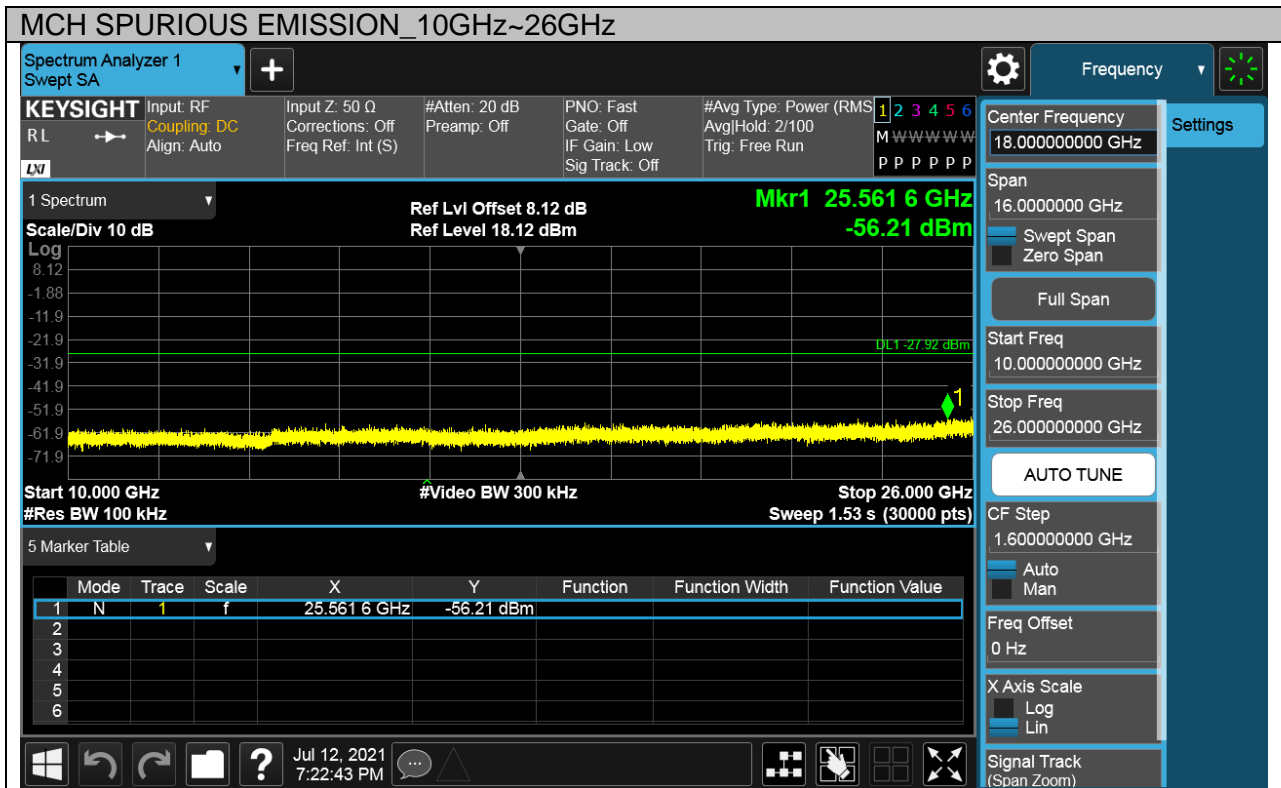 MCH SPURIOUS EMISSION_10GHz~26GHz
Spectrum Analyzer 1
Swept SA
+
Frequency
KEYSIGHT
RL
LXI
Input: RF
Coupling: DC
Align: Auto
Input Z: 50 Ω
Corrections: Off
Freq Ref: Int (S)
#Atten: 20 dB
Preamp: Off
PNO: Fast
Gate: Off
IF Gain: Low
Sig Track: Off
#Avg Type: Power (RMS
Avg|Hold: 2/100
Trig: Free Run
1 2 3 4 5 6
M W W W W W
P P P P P P
1 Spectrum
Scale/Div 10 dB
Ref Lvl Offset 8.12 dB
Ref Level 18.12 dBm
Mkr1 25.561 6 GHz
-56.21 dBm
Log
8.12
-1.88
-11.9
-21.9
-31.9
-41.9
-51.9
-61.9
-71.9
DL1 -27.92 dBm
1
Start 10.000 GHz
#Video BW 300 kHz
Stop 26.000 GHz
#Res BW 100 kHz
Sweep 1.53 s (30000 pts)
5 Marker Table
Mode Trace Scale X Y Function Function Width Function Value
1 N 1 f 25.561 6 GHz -56.21 dBm
2
3
4
5
6
?
Jul 12, 2021
7:22:43 PM
Center Frequency
18.000000000 GHz
Settings
Span
16.0000000 GHz
Swept Span
Zero Span
Full Span
Start Freq
10.000000000 GHz
Stop Freq
26.000000000 GHz
AUTO TUNE
CF Step
1.600000000 GHz
Auto
Man
Freq Offset
0 Hz
X Axis Scale
Log
Lin
Signal Track
(Span Zoom)